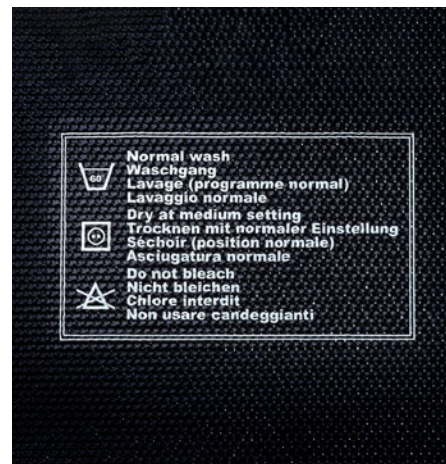 60
Normal wash
Waschgang
Lavage (programme normal)
Lavaggio normale
Dry at medium setting
Trocknen mit normaler Einstellung
Séchoir (position normale)
Asciugatura normale
Do not bleach
Nicht bleichen
Chlore interdit
Non usare candeggianti